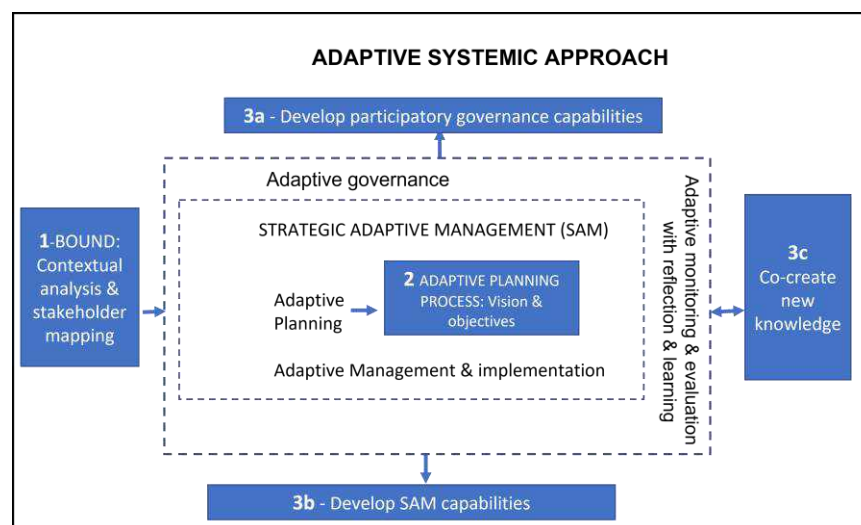 ADAPTIVE SYSTEMIC APPROACH
3a - Develop participatory governance capabilities
Adaptive governance
STRATEGIC ADAPTIVE MANAGEMENT (SAM)
1-BOUND:
Contextual
analysis &
stakeholder
mapping
Adaptive
Planning
2 ADAPTIVE PLANNING
PROCESS: Vision &
objectives
Adaptive Management & implementation
Adaptive monitoring & evaluation
with reflection & learning
3c
Co-create
new
knowledge
3b - Develop SAM capabilities